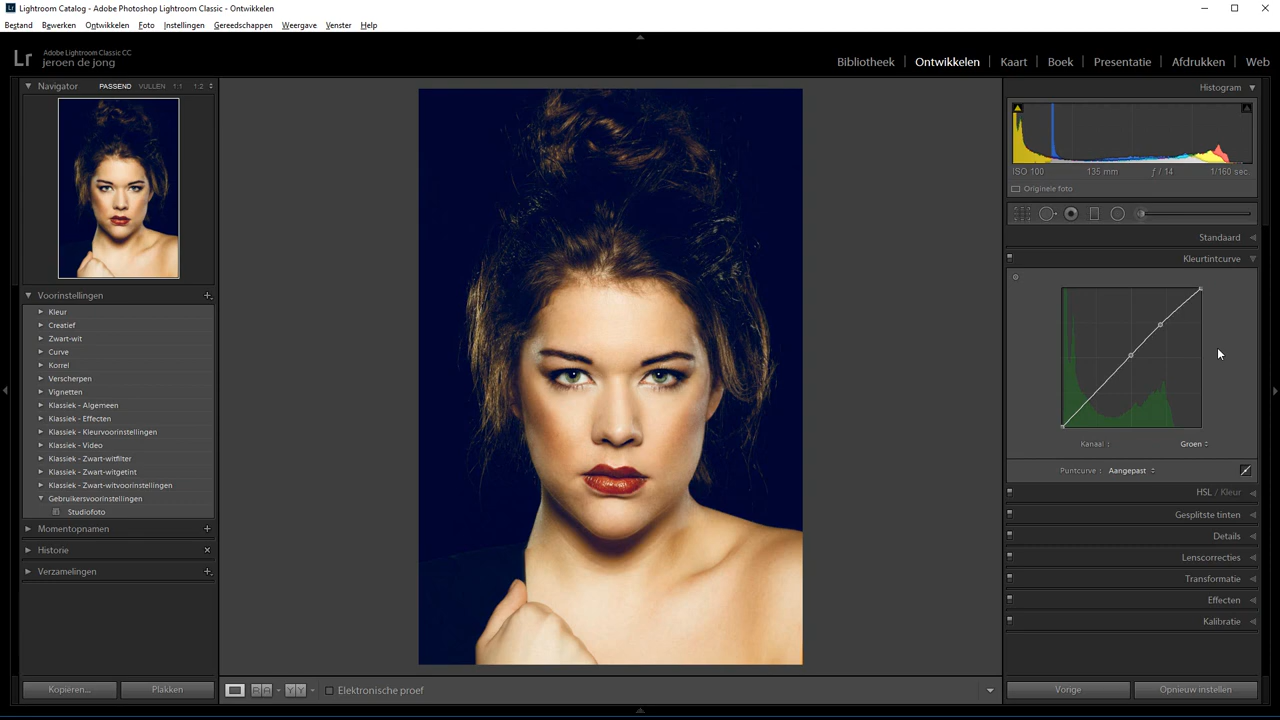 Lightroom Catalog - Adobe Photoshop Lightroom Classic - Ontwikkelen
Bestand Bewerken Ontwikkelen Foto Instellingen Gereedschappen Weergave Venster Help
Lr
Adobe Lightroom Classic CC
jeroen de jong
Bibliotheek Ontwikkelen Kaart Boek Presentatie Afdrukken Web
Navigator PASSEND VULLEN 1:1 1:2
Voorinstellingen
Kleur
Creatief
Zwart-wit
Curve
Korrel
Verscherpen
Vignetten
Klassiek - Algemeen
Klassiek - Effecten
Klassiek - Kleurvoorinstellingen
Klassiek - Video
Klassiek - Zwart-witfilter
Klassiek - Zwart-witgetint
Klassiek - Zwart-witvoorinstellingen
Gebruikersvoorinstellingen
Studiofoto
Momentopnamen
Historie
Verzamelingen
Kopiëren... Plakken
Elektronische proef
Histogram
ISO 100 135 mm ƒ / 14 1/160 sec.
Originele foto
Standaard
Kleurtintcurve
Kanaal : Groen
Puntcurve : Aangepast
HSL / Kleur
Gesplitste tinten
Details
Lenscorrecties
Transformatie
Effecten
Kalibratie
Vorige Opnieuw instellen